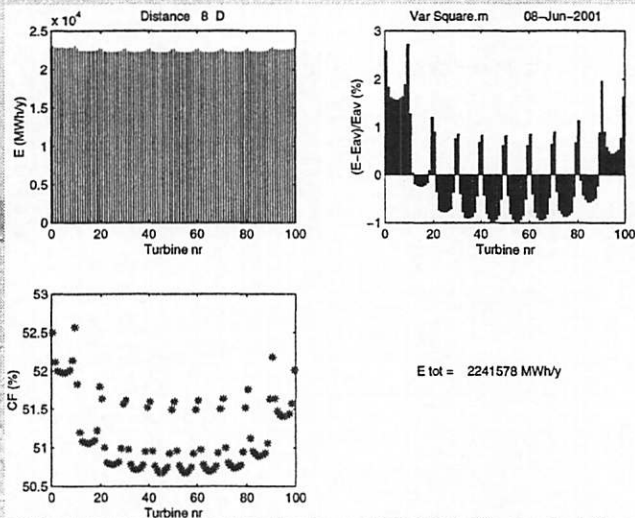 Distance 8 D
x 10^4
2.5
2
1.5
1
0.5
0
E (MWh/y)
0 20 40 60 80 100
Turbine nr
Var Square.m 08-Jun-2001
3
2
1
0
-1
(E-Eav)/Eav (%)
0 20 40 60 80 100
Turbine nr
53
52.5
52
51.5
51
50.5
CF (%)
0 20 40 60 80 100
Turbine nr
E tot = 2241578 MWh/y